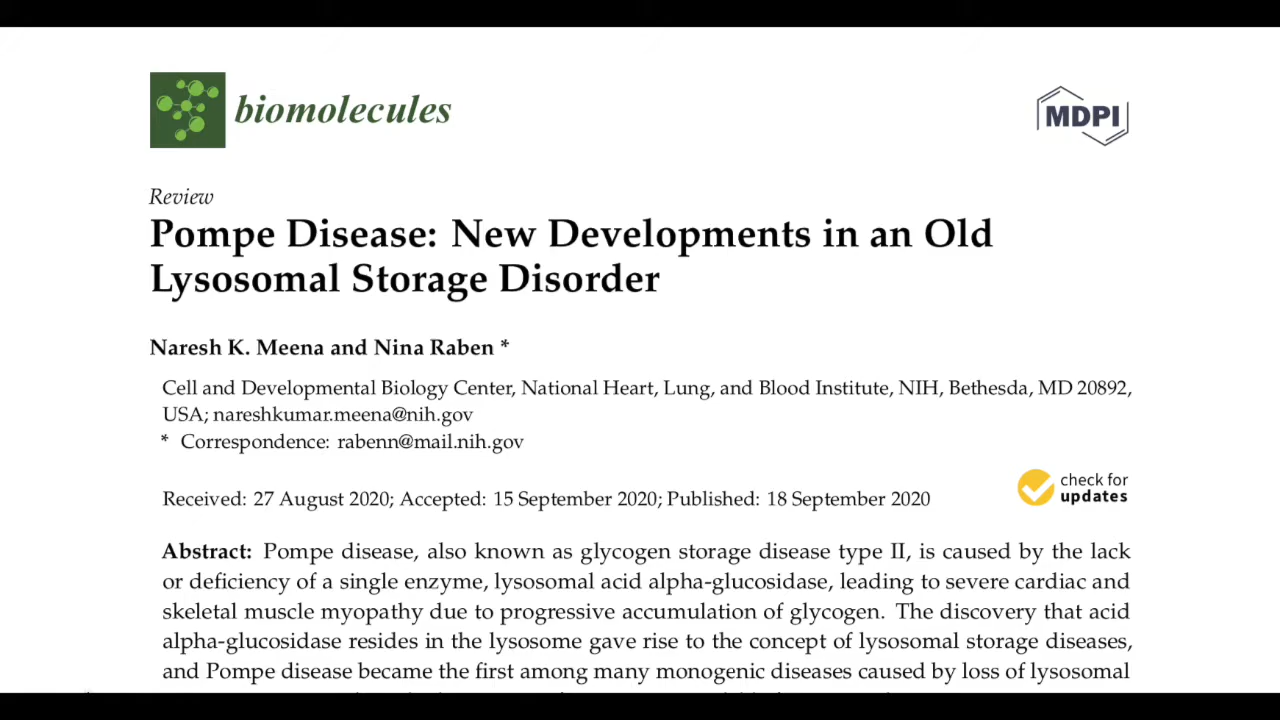 biomolecules
MDPI
Review
Pompe Disease: New Developments in an Old
Lysosomal Storage Disorder
Naresh K. Meena and Nina Raben *
Cell and Developmental Biology Center, National Heart, Lung, and Blood Institute, NIH, Bethesda, MD 20892,
USA; nareshkumar.meena@nih.gov
* Correspondence: rabenn@mail.nih.gov
check for
updates
Received: 27 August 2020; Accepted: 15 September 2020; Published: 18 September 2020
Abstract: Pompe disease, also known as glycogen storage disease type II, is caused by the lack
or deficiency of a single enzyme, lysosomal acid alpha-glucosidase, leading to severe cardiac and
skeletal muscle myopathy due to progressive accumulation of glycogen. The discovery that acid
alpha-glucosidase resides in the lysosome gave rise to the concept of lysosomal storage diseases,
and Pompe disease became the first among many monogenic diseases caused by loss of lysosomal